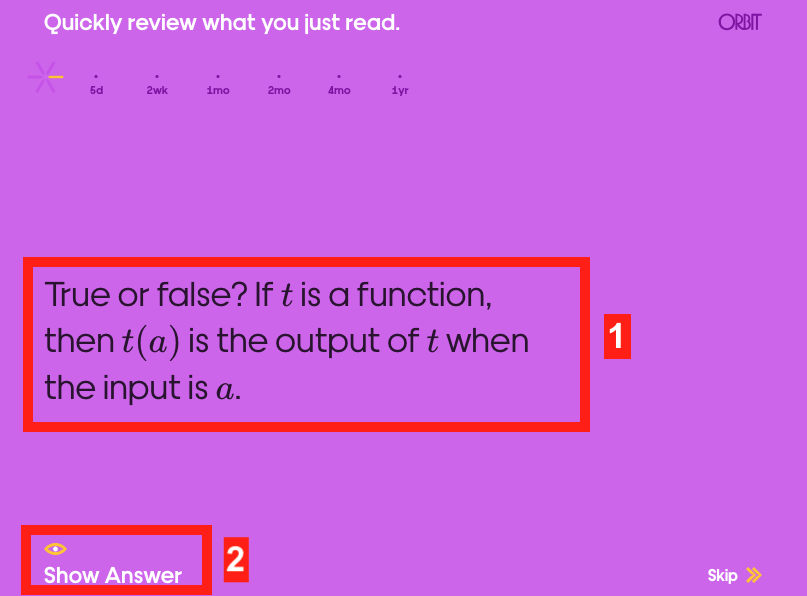 Quickly review what you just read.
ORBIT
5d 2wk 1mo 2mo 4mo 1yr
True or false? If t is a function,
then t(a) is the output of t when
the input is a.
1
2
Show Answer
Skip